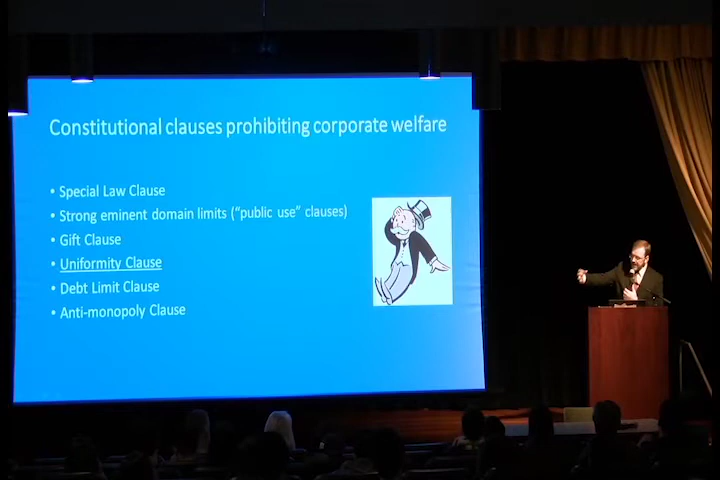 Constitutional clauses prohibiting corporate welfare
• Special Law Clause
• Strong eminent domain limits (“public use” clauses)
• Gift Clause
• Uniformity Clause
• Debt Limit Clause
• Anti-monopoly Clause